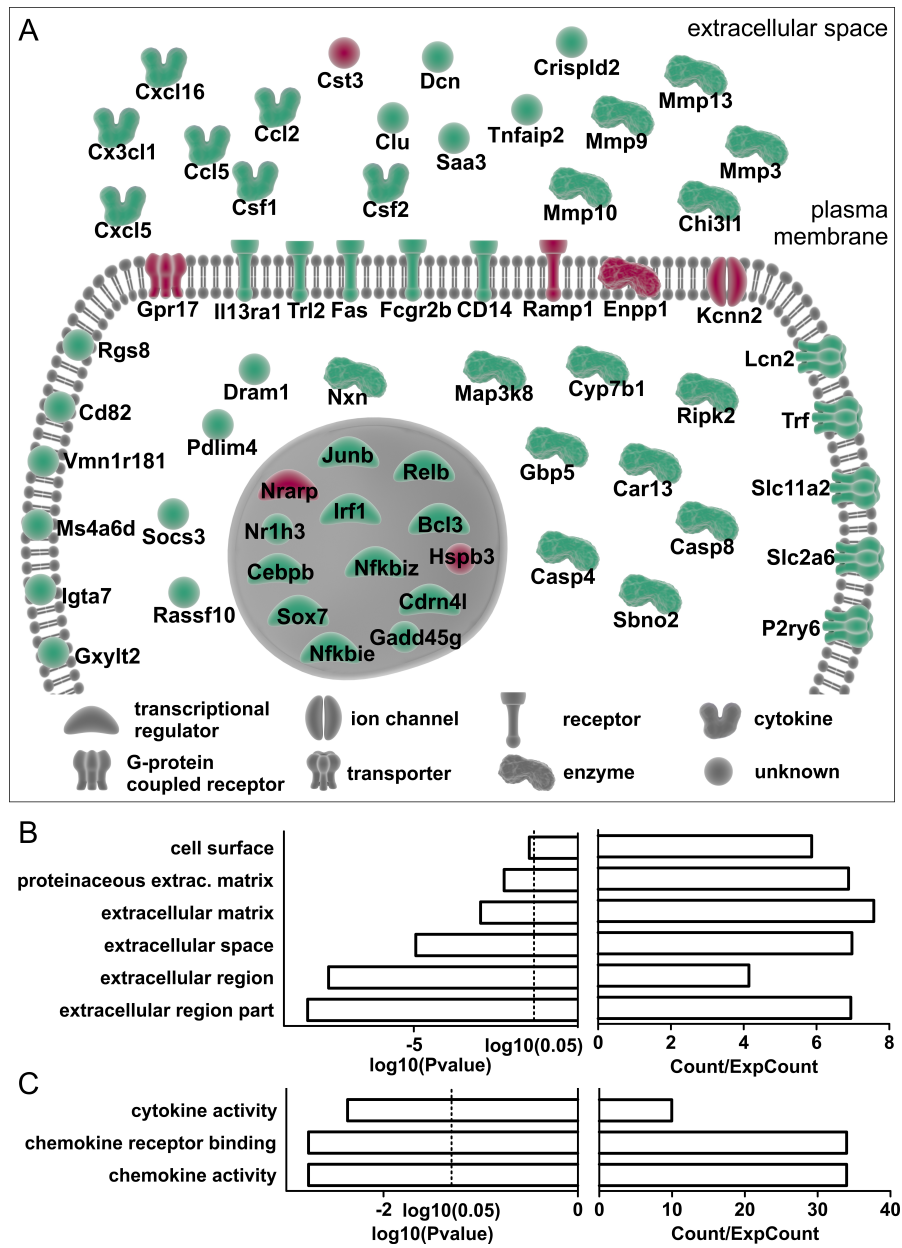 A
extracellular space
Cxcl16
Cst3
Dcn
Crispld2
Mmp13
Cx3cl1
Ccl2
Ccl5
Clu
Saa3
Tnfaip2
Mmp9
Mmp3
Cxcl5
Csf1
Csf2
Mmp10
Chi3l1
plasma
membrane
Gpr17
Il13ra1
Trl2
Fas
Fcgr2b
CD14
Ramp1
Enpp1
Kcnn2
Rgs8
Cd82
Vmn1r181
Ms4a6d
Igta7
Gxylt2
Dram1
Pdlim4
Socs3
Rassf10
Nxn
Map3k8
Cyp7b1
Ripk2
Gbp5
Car13
Casp8
Casp4
Sbno2
Lcn2
Trf
Slc11a2
Slc2a6
P2ry6
Junb
Relb
Nrarp
Irf1
Nr1h3
Bcl3
Hspb3
Cebpb
Nfkbiz
Cdrn4l
Sox7
Gadd45g
Nfkbie
transcriptional
regulator
ion channel
receptor
cytokine
G-protein
coupled receptor
transporter
enzyme
unknown
B
cell surface
proteinaceous extrac. matrix
extracellular matrix
extracellular space
extracellular region
extracellular region part
-5
log10(0.05)
log10(Pvalue)
0 2 4 6 8
Count/ExpCount
C
cytokine activity
chemokine receptor binding
chemokine activity
-2 log10(0.05) 0
log10(Pvalue)
0 10 20 30 40
Count/ExpCount